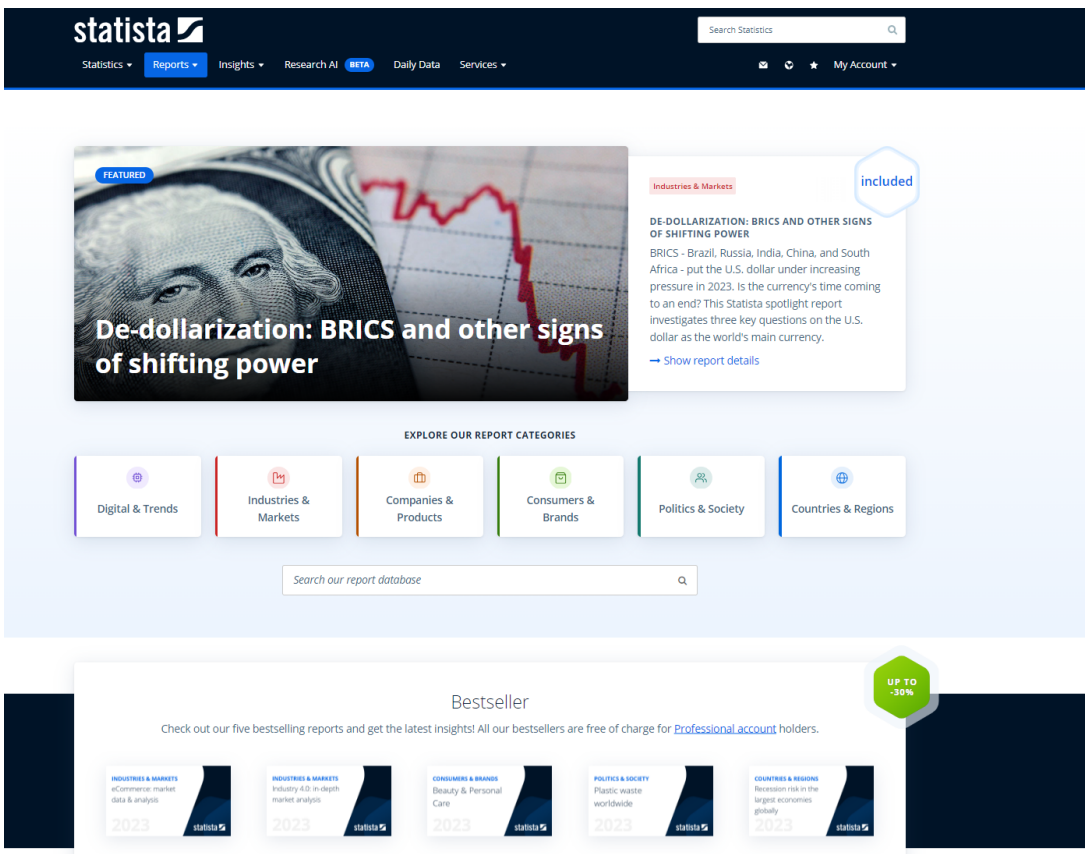 statista
Search Statistics
Statistics
Reports
Insights
Research AI BETA
Daily Data
Services
My Account
FEATURED
De-dollarization: BRICS and other signs
of shifting power
included
Industries & Markets
DE-DOLLARIZATION: BRICS AND OTHER SIGNS
OF SHIFTING POWER
BRICS - Brazil, Russia, India, China, and South
Africa - put the U.S. dollar under increasing
pressure in 2023. Is the currency's time coming
to an end? This Statista spotlight report
investigates three key questions on the U.S.
dollar as the world's main currency.
→ Show report details
EXPLORE OUR REPORT CATEGORIES
Digital & Trends
Industries &
Markets
Companies &
Products
Consumers &
Brands
Politics & Society
Countries & Regions
Search our report database
UP TO
-30%
Bestseller
Check out our five bestselling reports and get the latest insights! All our bestsellers are free of charge for Professional account holders.
INDUSTRIES & MARKETS
eCommerce: market
data & analysis
2023
statista
INDUSTRIES & MARKETS
Industry 4.0: in-depth
market analysis
2023
statista
CONSUMERS & BRANDS
Beauty & Personal
Care
2023
statista
POLITICS & SOCIETY
Plastic waste
worldwide
2023
statista
COUNTRIES & REGIONS
Recession risk in the
largest economies
globally
2023
statista